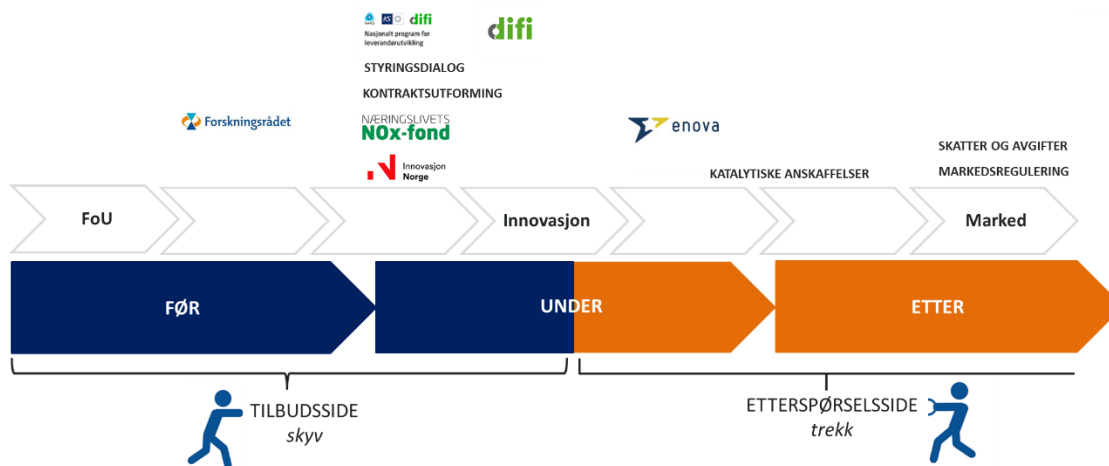 KS difi
Nasjonalt program for
leverandørutvikling
difi
STYRINGSDIALOG
KONTRAKTSUTFORMING
Forskningsrådet
NÆRINGSLIVETS
NOx-fond
Innovasjon
Norge
enova
KATALYTISKE ANSKAFFELSER
SKATTER OG AVGIFTER
MARKEDSREGULERING
FoU
Innovasjon
Marked
FØR
UNDER
ETTER
TILBUDSSIDE
skyv
ETTERSPØRSELSSIDE
trekk